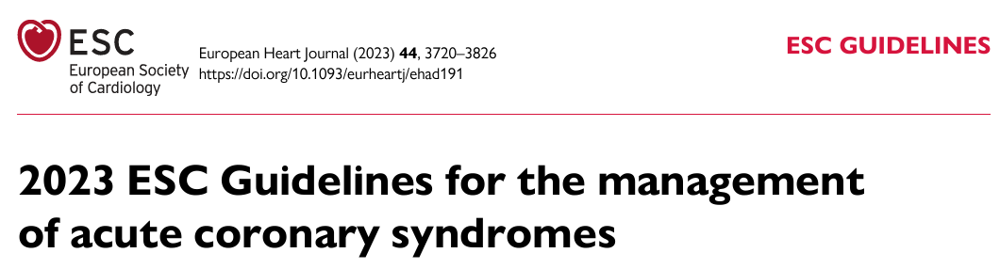 ESC
European Society
of Cardiology
European Heart Journal (2023) 44, 3720–3826
https://doi.org/10.1093/eurheartj/ehad191
ESC GUIDELINES
2023 ESC Guidelines for the management
of acute coronary syndromes